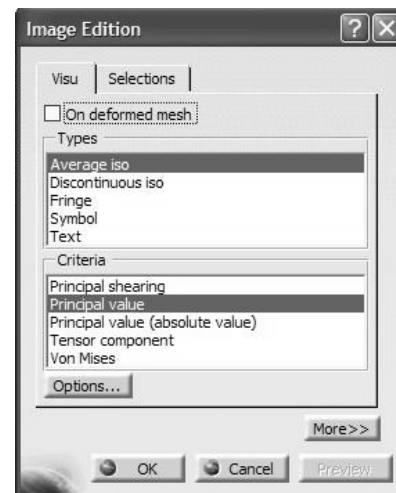 Image Edition
Visu
Selections
On deformed mesh
Types
Average iso
Discontinuous iso
Fringe
Symbol
Text
Criteria
Principal shearing
Principal value
Principal value (absolute value)
Tensor component
Von Mises
Options...
More>>
OK
Cancel
Preview